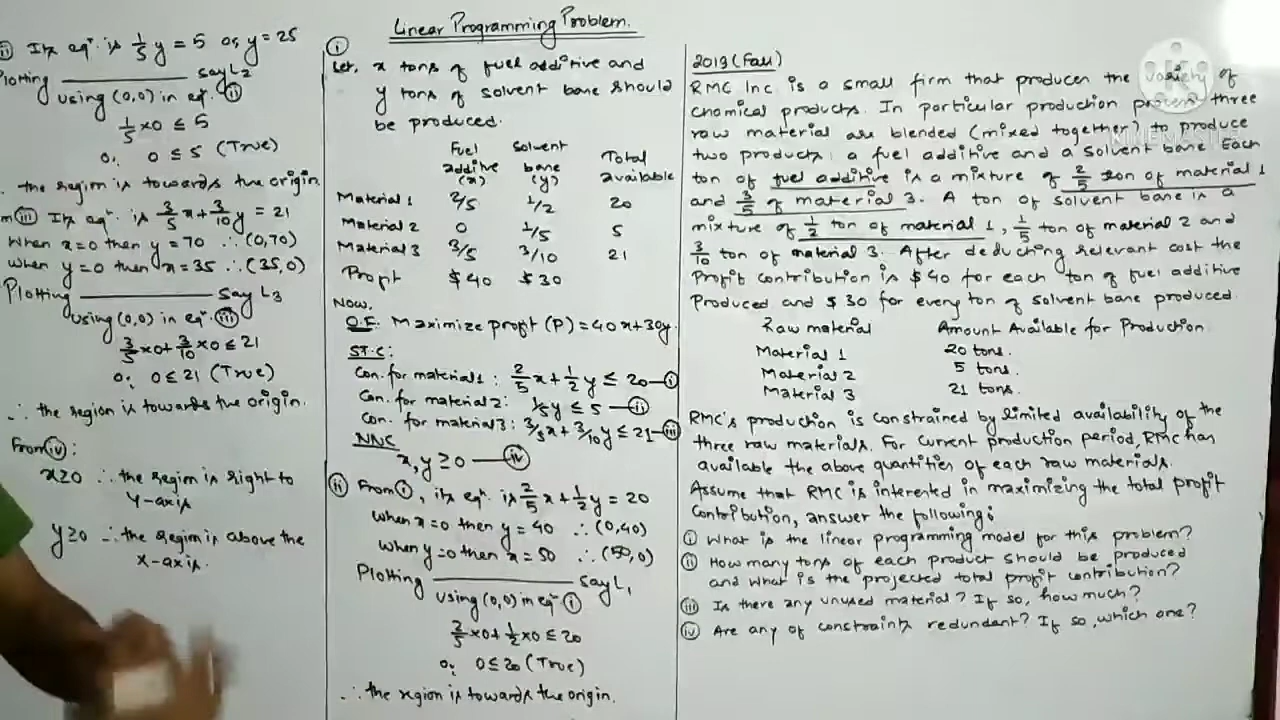 Linear Programming Problem.
ii Its eqn. is 1/5 y = 5 or, y = 25
Plotting ________ say L2
using (0,0) in eqn. ii
1/5 x0 ≤ 5
or, 0 ≤ 5 (True)
∴ the region is towards the origin.
m iii Its eqn. is 3/5 x + 3/10 y = 21
when x=0 then y = 70 ∴ (0,70)
when y=0 then x = 35 ∴ (35,0)
Plotting ________ say L3
using (0,0) in eqn. iii
3/5 x0 + 3/10 x0 ≤ 21
or, 0 ≤ 21 (True)
∴ the region is towards the origin.
From iv:
x≥0 ∴ the region is right to
Y-axis
y≥0 ∴ the region is above the
x-axis.
i
Let, x tons of fuel additive and
y tons of solvent base should
be produced.
Fuel additive (x) Solvent base (y) Total available
Material 1 2/5 1/2 20
Material 2 0 1/5 5
Material 3 3/5 3/10 21
Profit $40 $30
Now,
O.F: Maximize profit (P) = 40x+30y.
S.T.C:
Con. for material 1: 2/5 x + 1/2 y ≤ 20 — i
Con. for material 2: 1/5 y ≤ 5 — ii
Con. for material 3: 3/5 x + 3/10 y ≤ 21 — iii
NNC
x, y ≥ 0 — iv
ii From i, its eqn. is 2/5 x + 1/2 y = 20
when x=0 then y = 40 ∴ (0,40)
when y=0 then x = 50 ∴ (50,0)
Plotting ________ say L1
using (0,0) in eqn i
2/5 x0 + 1/2 x0 ≤ 20
or, 0 ≤ 20 (True)
∴ the region is towards the origin.
2019 (Fall)
RMC Inc is a small firm that produces the variety of
chemical products. In particular production process three
raw material are blended (mixed together) to produce
two products: a fuel additive and a solvent base. Each
ton of fuel additive is a mixture of 2/5 ton of material 1
and 3/5 of material 3. A ton of solvent base is a
mixture of 1/2 ton of material 1, 1/5 ton of material 2 and
3/10 ton of material 3. After deducting relevant cost the
Profit contribution is $40 for each ton of fuel additive
Produced and $30 for every ton of solvent base produced.
Raw material Amount Available for Production
Material 1 20 tons.
Material 2 5 tons.
Material 3 21 tons.
RMC's production is constrained by limited availability of the
three raw materials. For current production period, RMC has
available the above quantities of each raw materials.
Assume that RMC is interested in maximizing the total profit
contribution, answer the following:
i What is the linear programming model for this problem?
ii How many tons of each product should be produced
and what is the projected total profit contribution?
iii Is there any unused material? If so, how much?
iv Are any of constraints redundant? If so, which one?